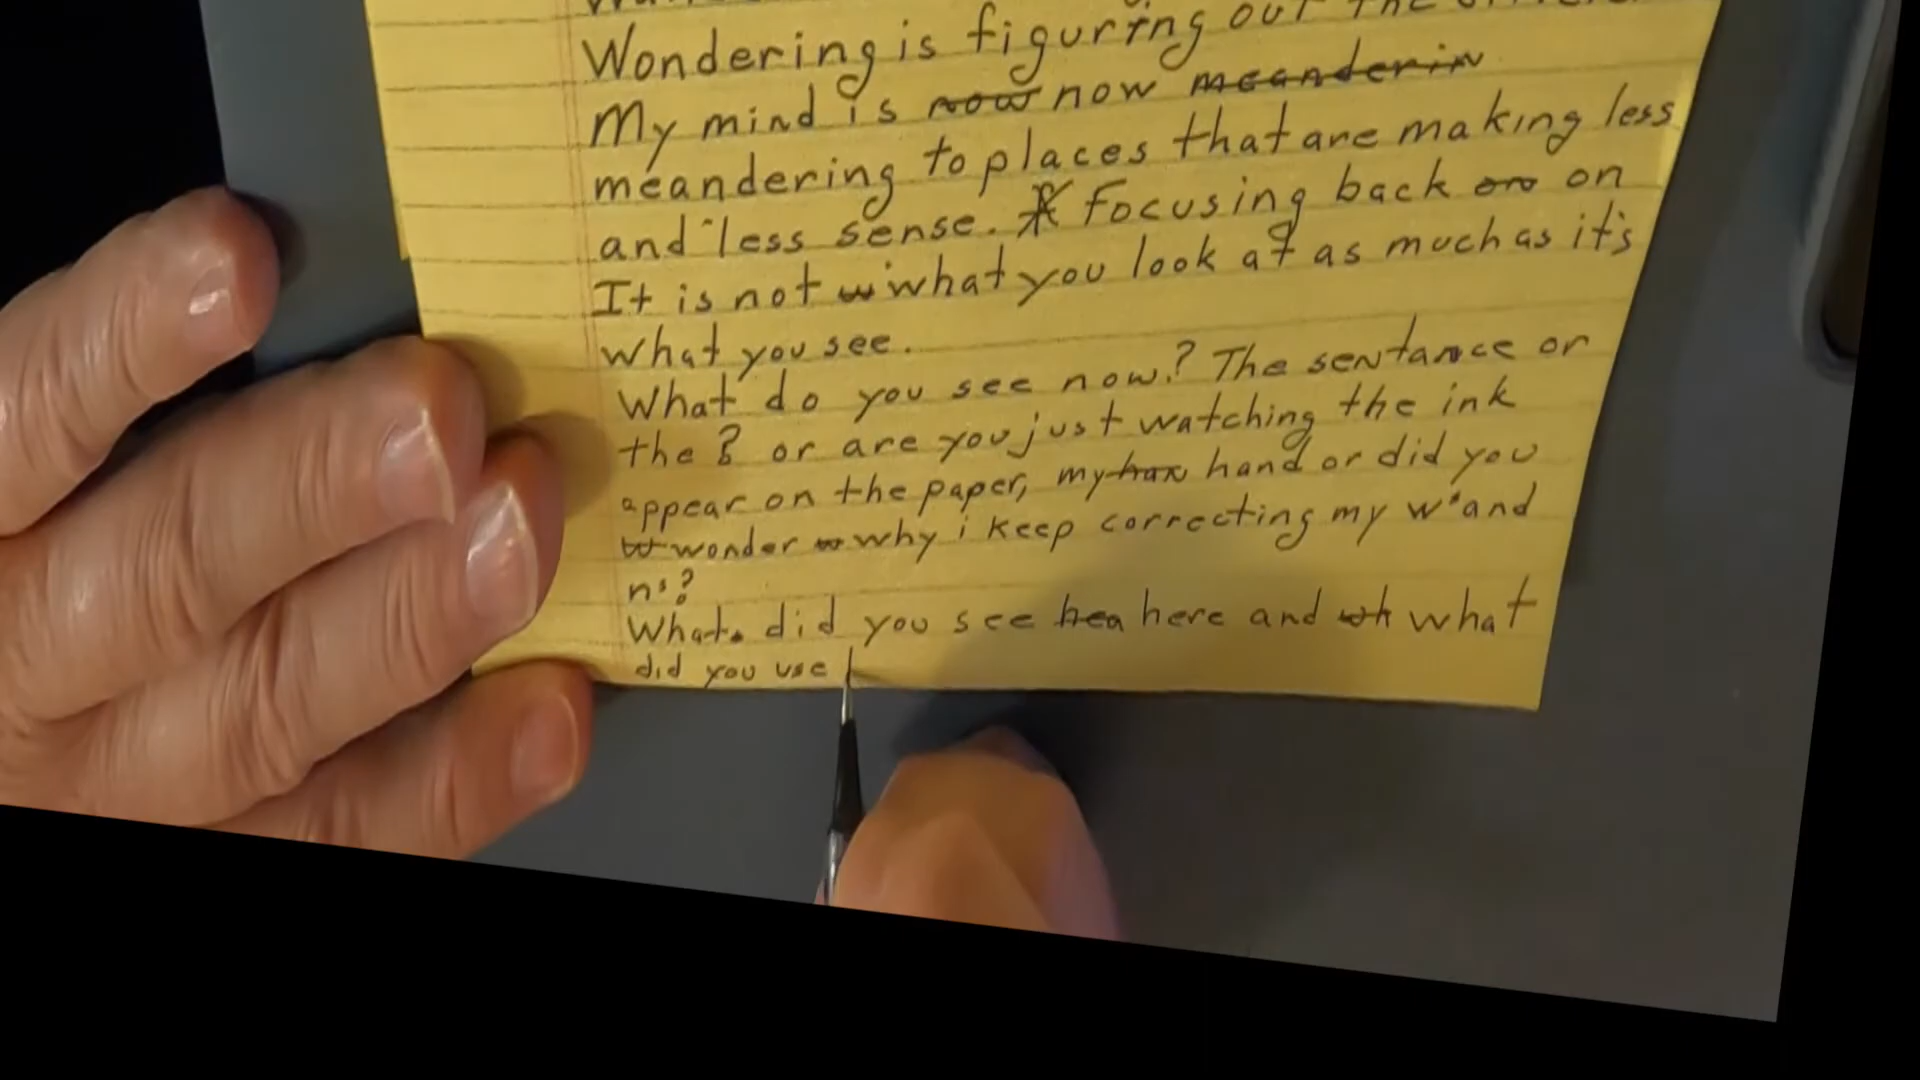 Wondering is figuring out the
My mind is now now meanderin
meandering to places that are making less
and less sense. Focusing back on on
It is not w what you look at as much as it's
what you see.
What do you see now? The sentance or
the ? or are you just watching the ink
appear on the paper, my han hand or did you
w wonder w why i keep correcting my w's and
n's?
What did you see hea here and wh what
did you use